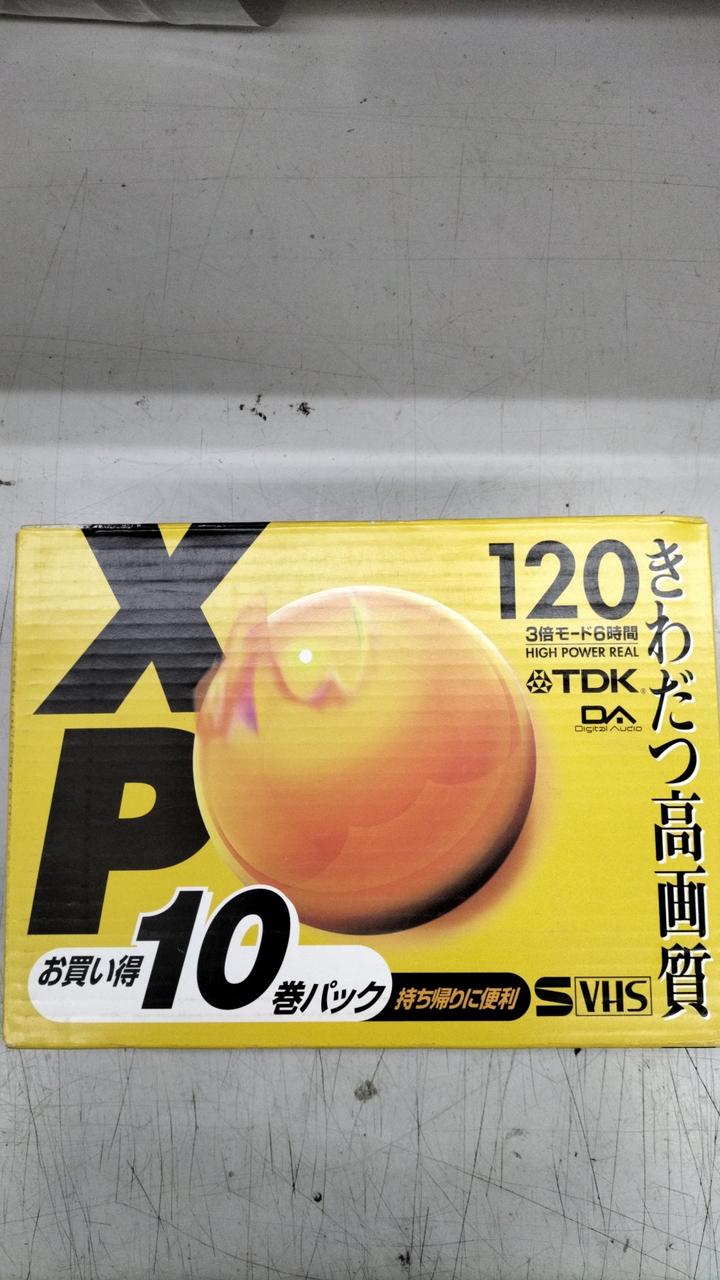 XP
120
3倍モード6時間
HIGH POWER REAL
TDK®
DA
Digital Audio
きわだつ高画質
お買い得10巻パック
持ち帰りに便利
S VHS